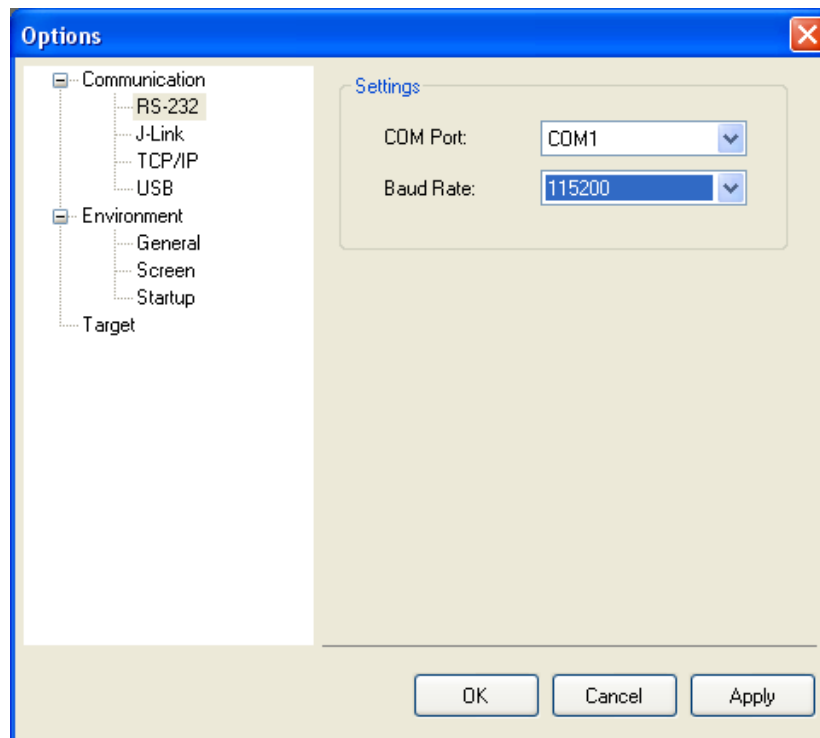 Options
Communication
RS-232
J-Link
TCP/IP
USB
Environment
General
Screen
Startup
Target
Settings
COM Port: COM1
Baud Rate: 115200
OK Cancel Apply